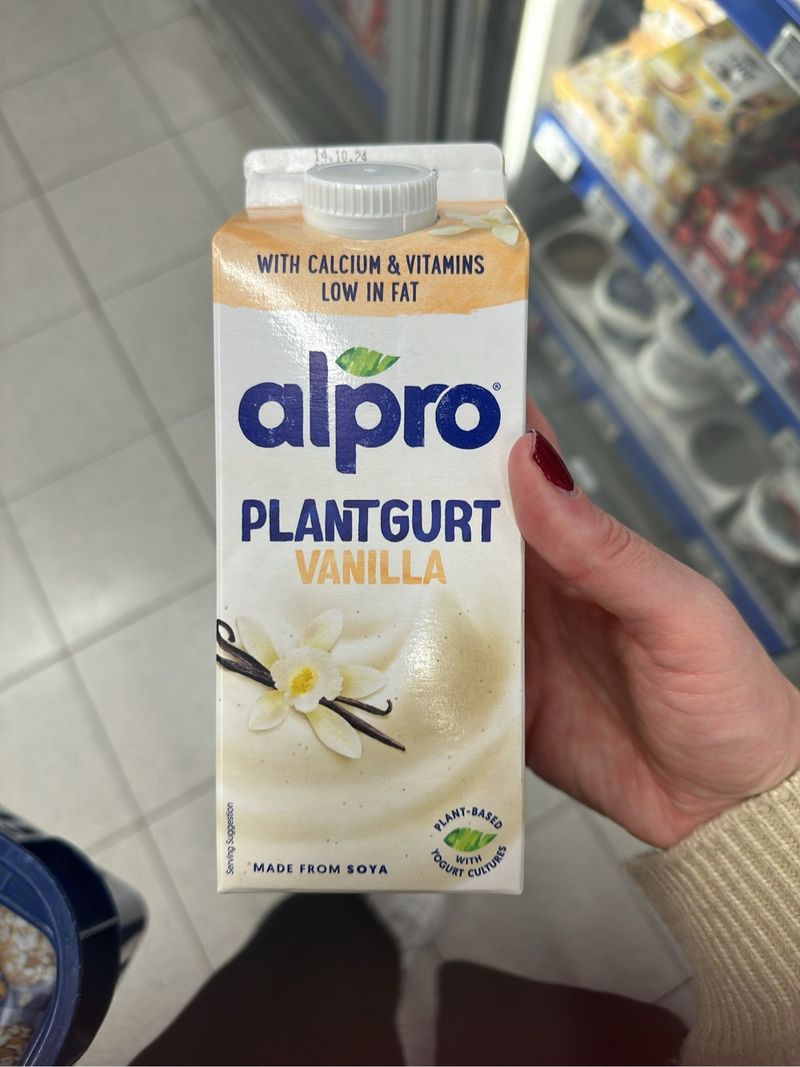 14.10.24
WITH CALCIUM & VITAMINS
LOW IN FAT
alpro®
PLANTGURT
VANILLA
Serving Suggestion
MADE FROM SOYA
PLANT-BASED
WITH
YOGURT CULTURES